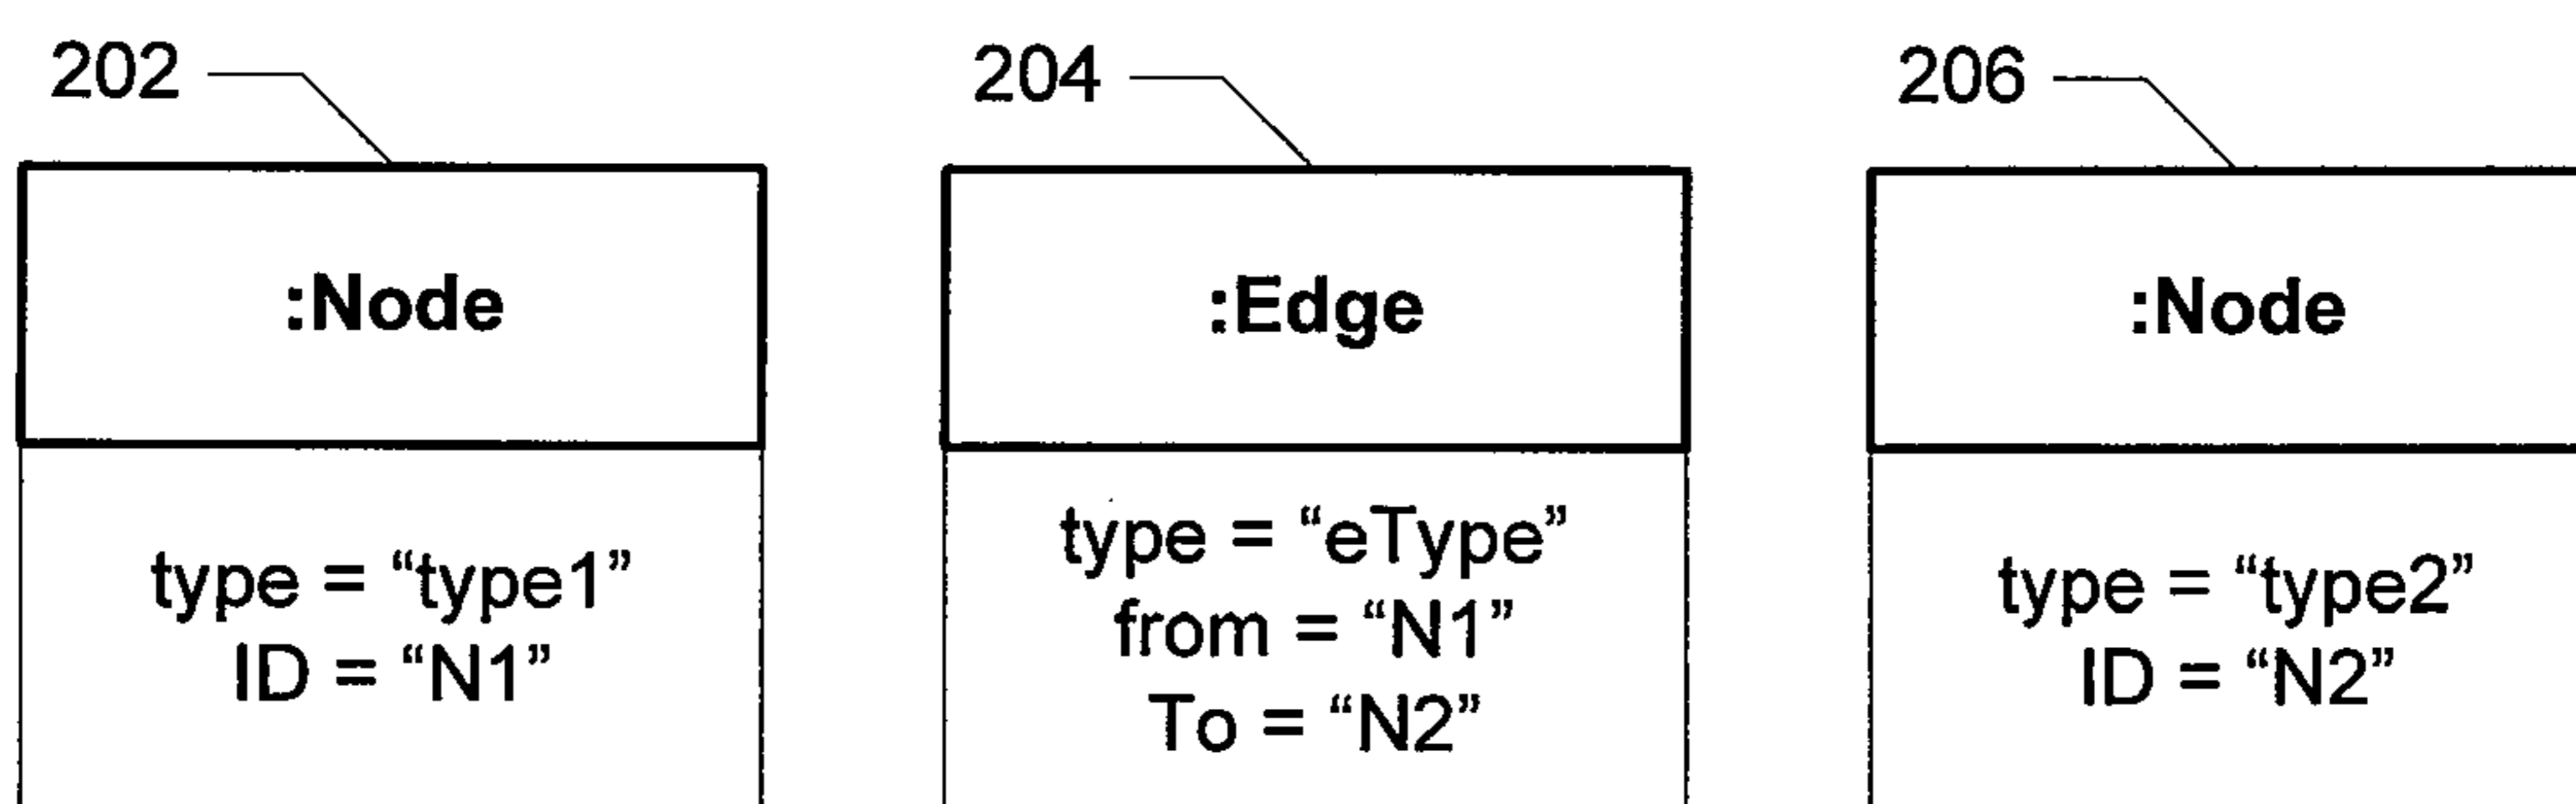 202
:Node
type = “type1”
ID = “N1”
204
:Edge
type = “eType”
from = “N1”
To = “N2”
206
:Node
type = “type2”
ID = “N2”